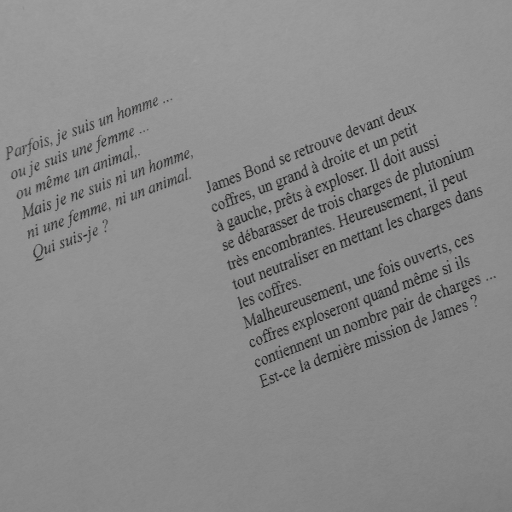 Parfois, je suis un homme ...
ou je suis une femme ...
ou même un animal,.
Mais je ne suis ni un homme,
ni une femme, ni un animal.
Qui suis-je ?
James Bond se retrouve devant deux
coffres, un grand à droite et un petit
à gauche, prêts à exploser. Il doit aussi
se débarasser de trois charges de plutonium
très encombrantes. Heureusement, il peut
tout neutraliser en mettant les charges dans
les coffres.
Malheureusement, une fois ouverts, ces
coffres exploseront quand même si ils
contiennent un nombre pair de charges ...
Est-ce la dernière mission de James ?